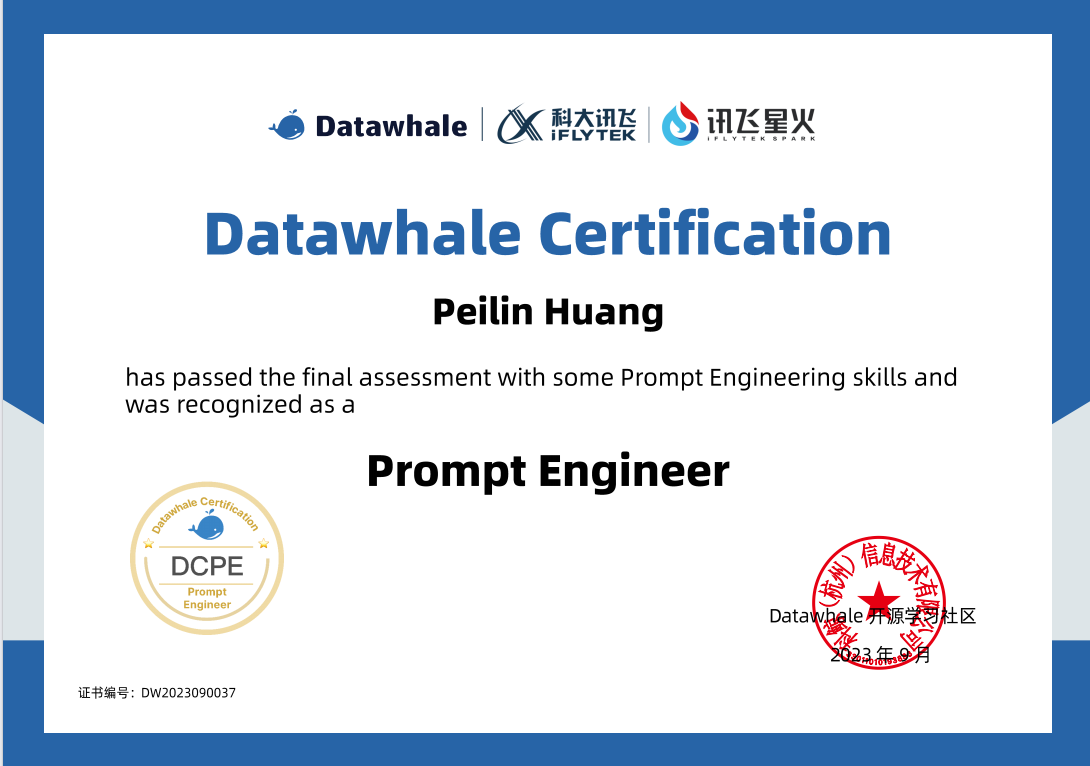 Datawhale
科大讯飞
iFLYTEK
讯飞星火
IFLYTEK SPARK
Datawhale Certification
Peilin Huang
has passed the final assessment with some Prompt Engineering skills and
was recognized as a
Prompt Engineer
Datawhale Certification
DCPE
Prompt
Engineer
（杭州）信息技术有限公司
Datawhale 开源学习社区
2023 年 9 月
证书编号：DW2023090037